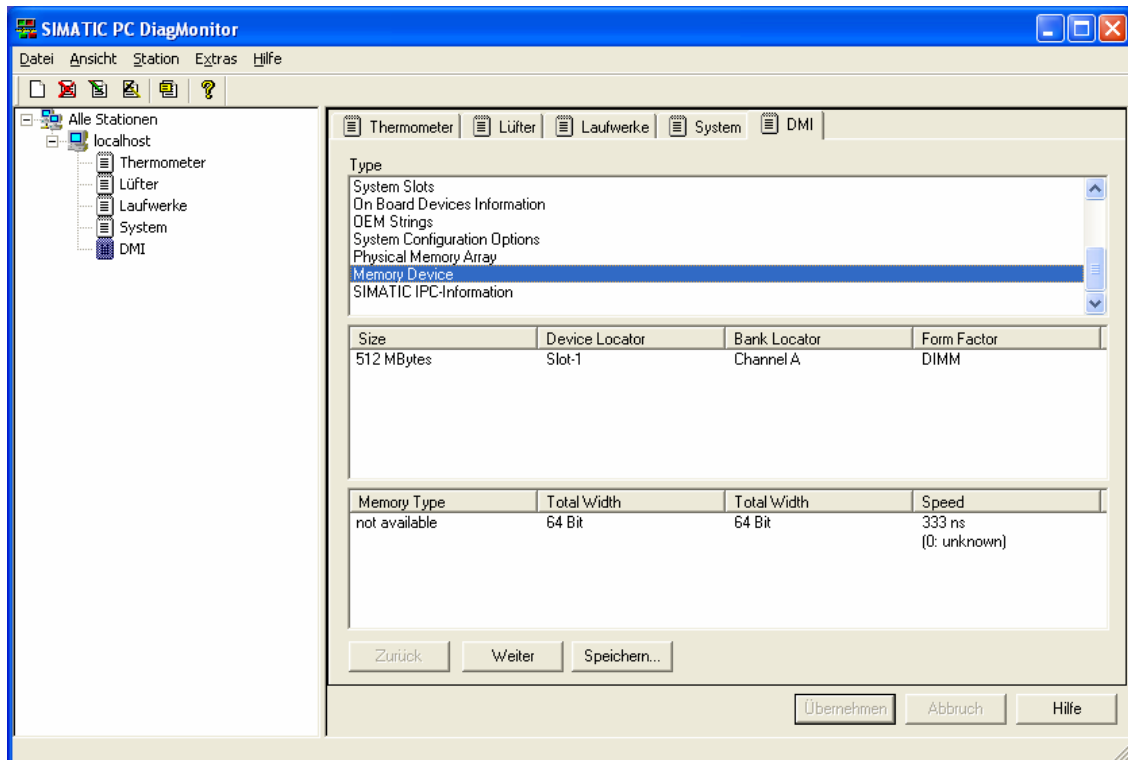 SIMATIC PC DiagMonitor
Datei Ansicht Station Extras Hilfe
Alle Stationen
localhost
Thermometer
Lüfter
Laufwerke
System
DMI
Thermometer Lüfter Laufwerke System DMI
Type
System Slots
On Board Devices Information
OEM Strings
System Configuration Options
Physical Memory Array
Memory Device
SIMATIC IPC-Information
Size Device Locator Bank Locator Form Factor
512 MBytes Slot-1 Channel A DIMM
Memory Type Total Width Total Width Speed
not available 64 Bit 64 Bit 333 ns
(0: unknown)
Zurück Weiter Speichern...
Übernehmen Abbruch Hilfe